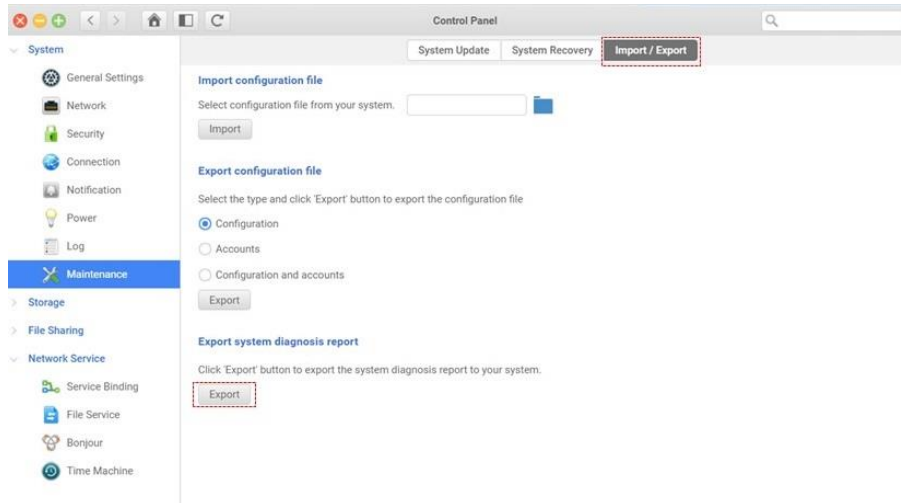 Control Panel
System
General Settings
Network
Security
Connection
Notification
Power
Log
Maintenance
Storage
File Sharing
Network Service
Service Binding
File Service
Bonjour
Time Machine
System Update
System Recovery
Import / Export
Import configuration file
Select configuration file from your system.
Import
Export configuration file
Select the type and click 'Export' button to export the configuration file
Configuration
Accounts
Configuration and accounts
Export
Export system diagnosis report
Click 'Export' button to export the system diagnosis report to your system.
Export